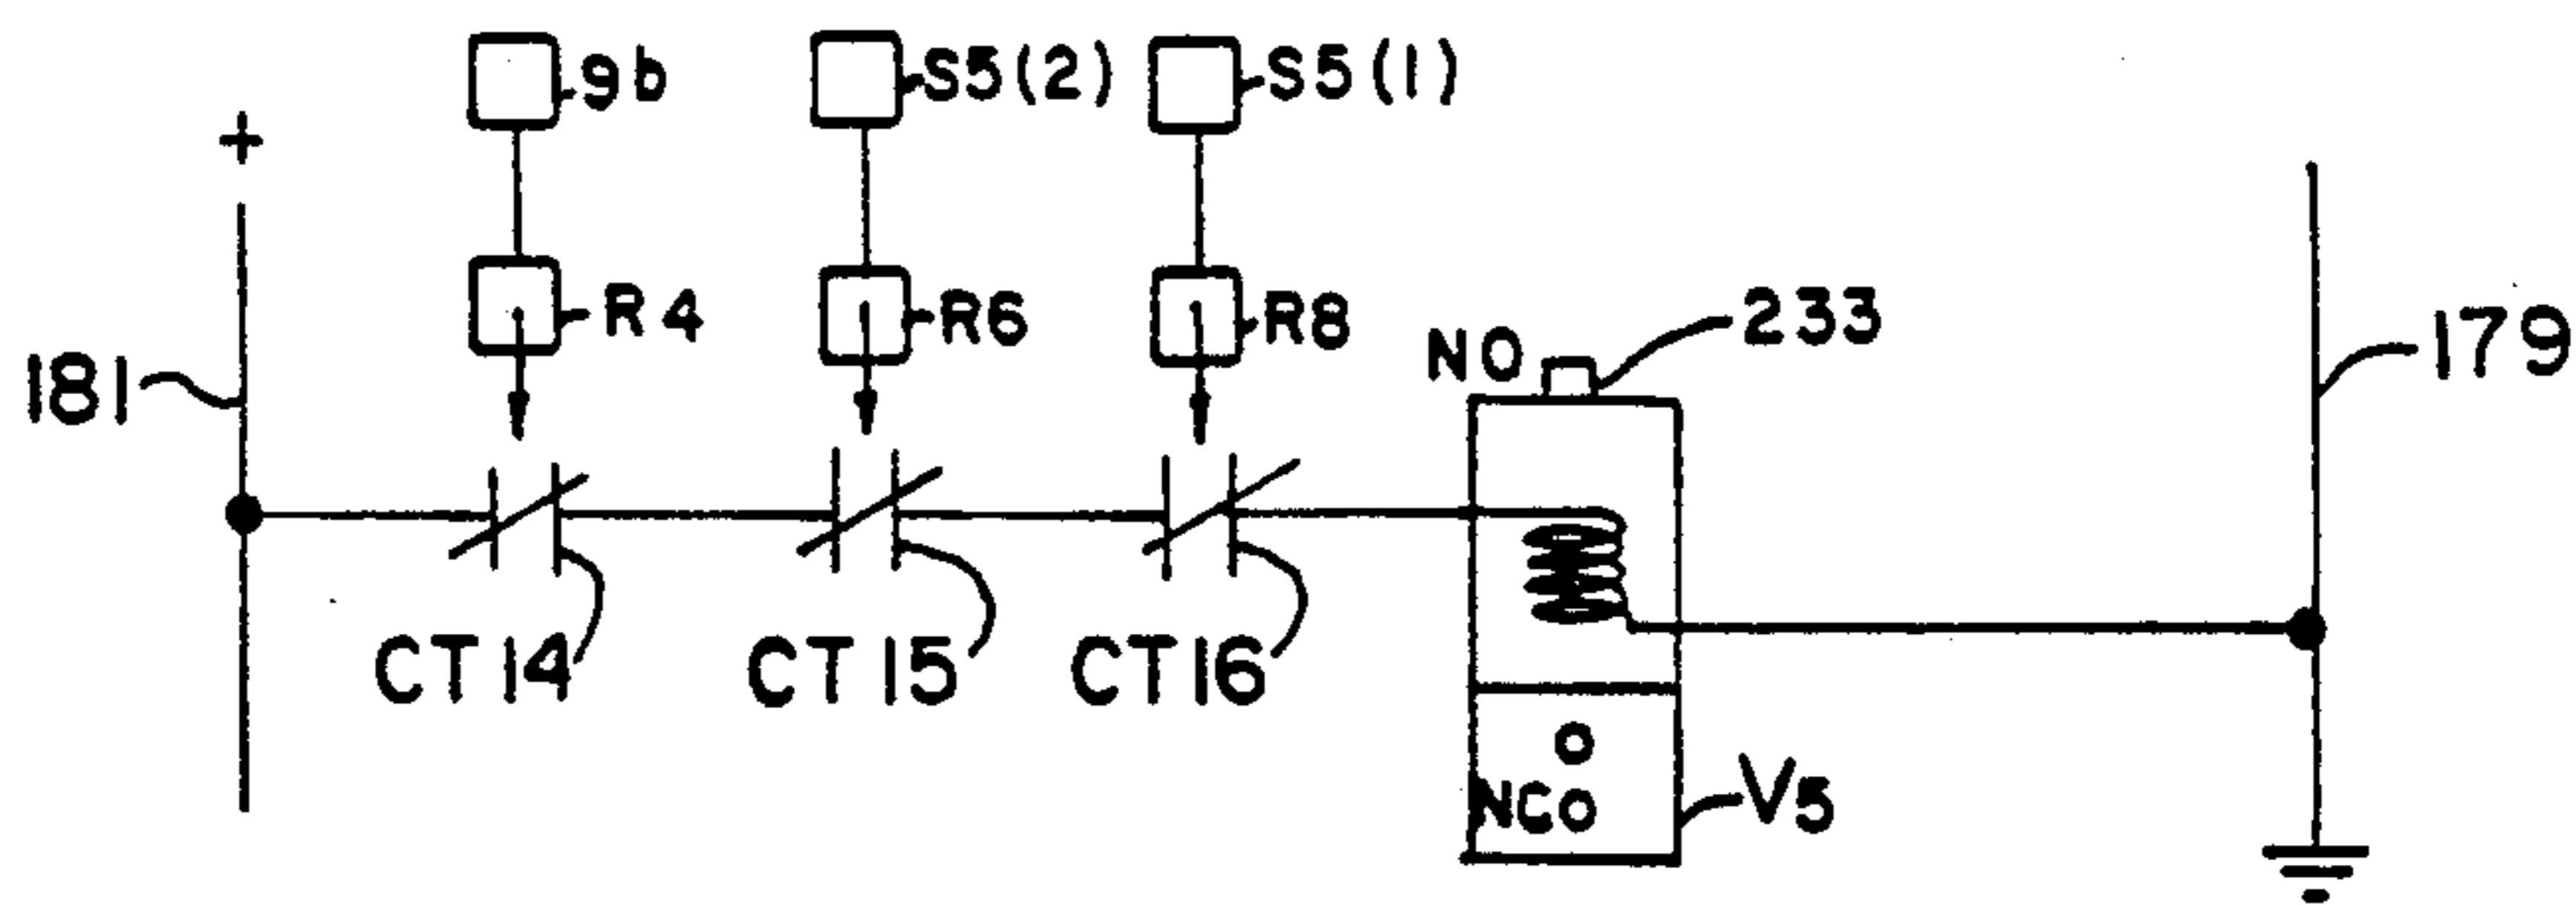 +
9b
S5(2)
S5(1)
R4
R6
R8
181
NO
233
179
CT14
CT15
CT16
NC
V5